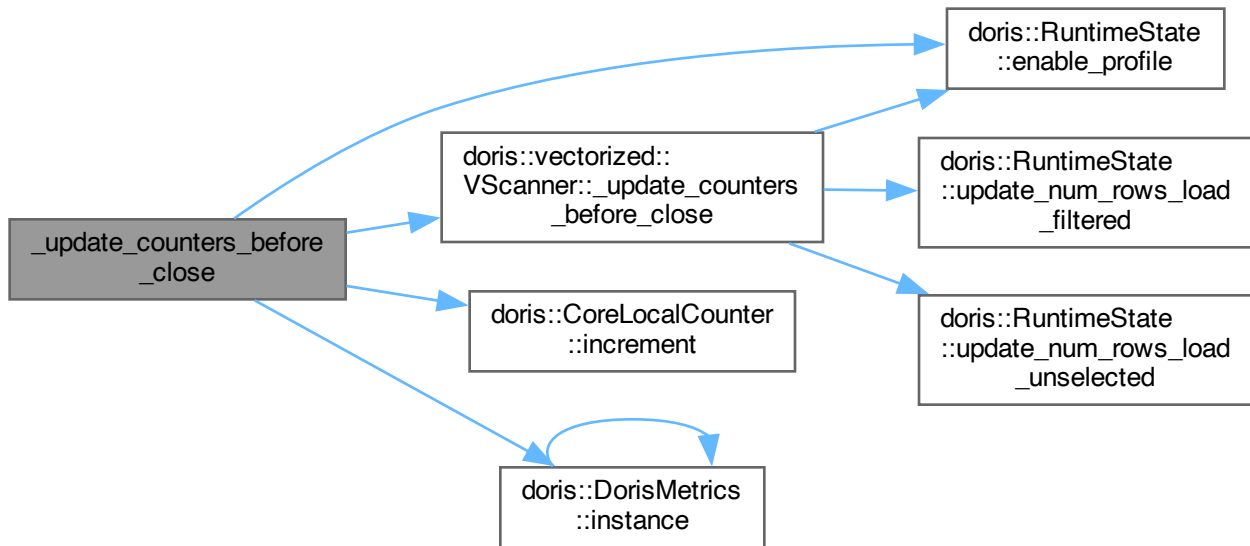 _update_counters_before
_close
doris::RuntimeState
::enable_profile
doris::vectorized::
VScanner::_update_counters
_before_close
doris::RuntimeState
::update_num_rows_load
_filtered
doris::RuntimeState
::update_num_rows_load
_unselected
doris::CoreLocalCounter
::increment
doris::DorisMetrics
::instance